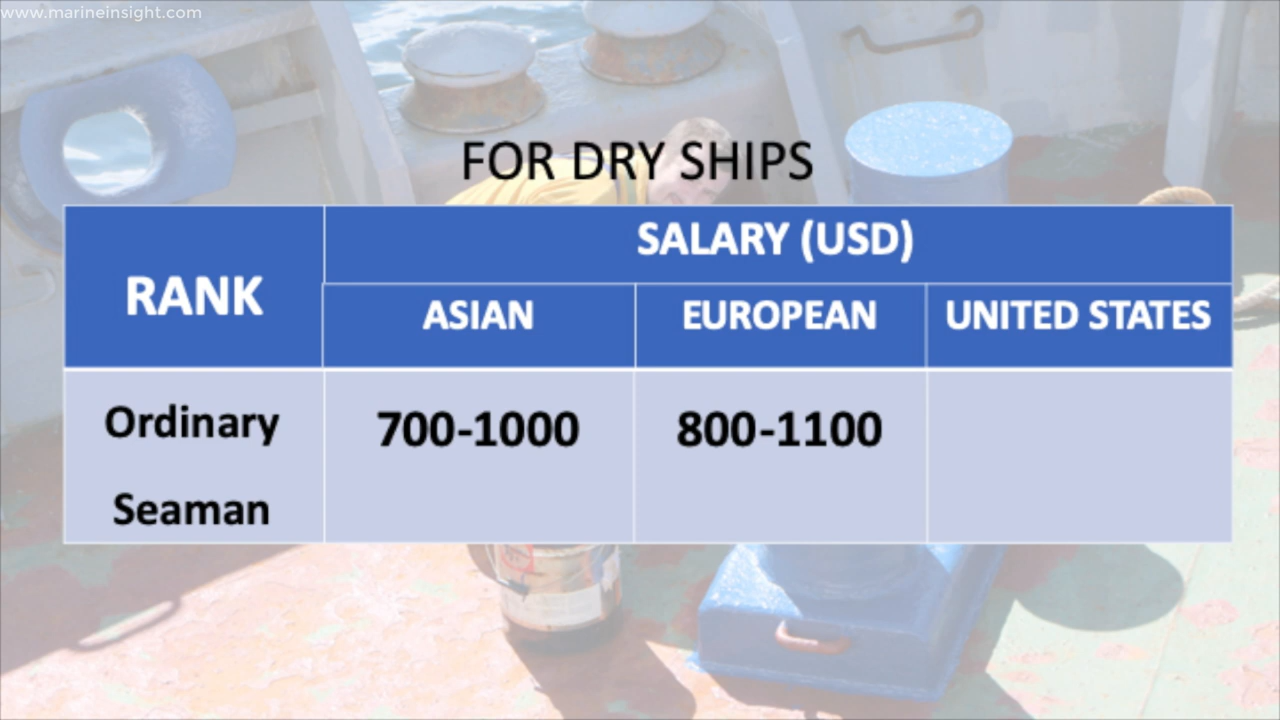 www.marineinsight.com
FOR DRY SHIPS
RANK
SALARY (USD)
ASIAN
EUROPEAN
UNITED STATES
Ordinary
Seaman
700-1000
800-1100